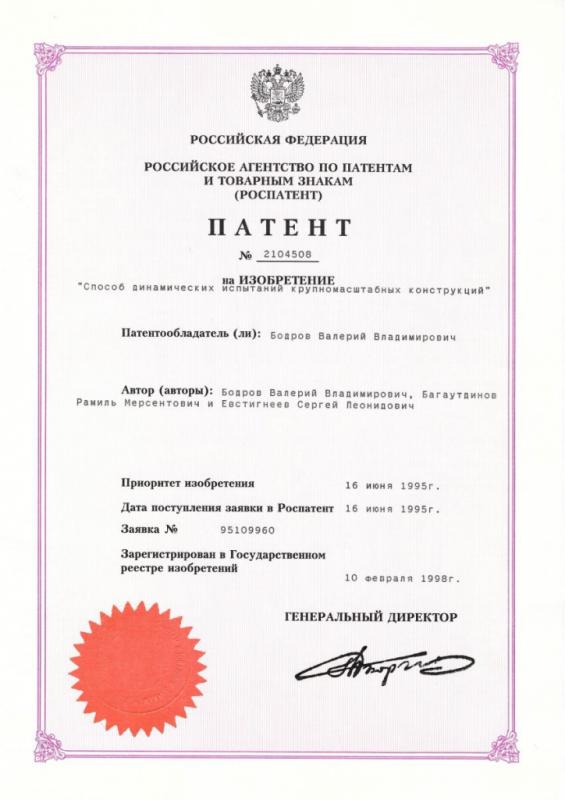 РОССИЙСКАЯ ФЕДЕРАЦИЯ
РОССИЙСКОЕ АГЕНТСТВО ПО ПАТЕНТАМ
И ТОВАРНЫМ ЗНАКАМ
(РОСПАТЕНТ)
ПАТЕНТ
№ 2104508
на ИЗОБРЕТЕНИЕ
"Способ динамических испытаний крупномасштабных конструкций"
Патентообладатель (ли): Бодров Валерий Владимирович
Автор (авторы): Бодров Валерий Владимирович, Багаутдинов
Рамиль Мерсентович и Евстигнеев Сергей Леонидович
Приоритет изобретения 16 июня 1995г.
Дата поступления заявки в Роспатент 16 июня 1995г.
Заявка № 95109960
Зарегистрирован в Государственном
реестре изобретений
10 февраля 1998г.
ГЕНЕРАЛЬНЫЙ ДИРЕКТОР